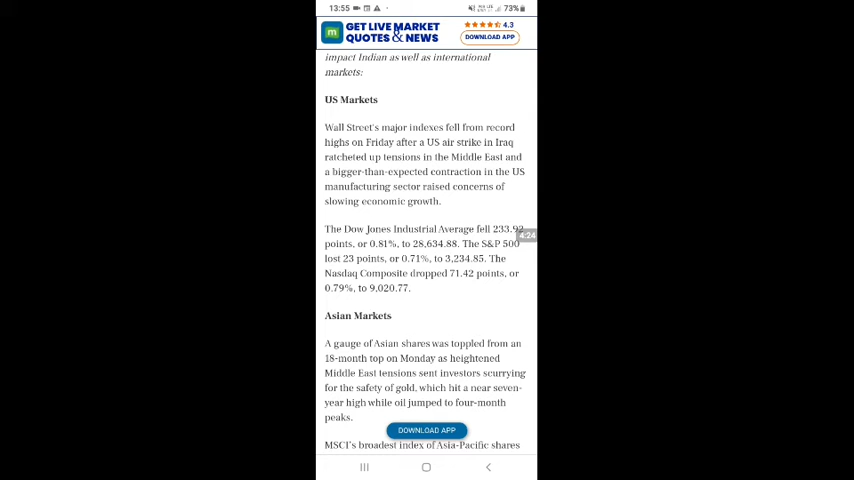 13:55
73%
GET LIVE MARKET
QUOTES & NEWS
4.3
DOWNLOAD APP
impact Indian as well as international
markets:
US Markets
Wall Street's major indexes fell from record
highs on Friday after a US air strike in Iraq
ratcheted up tensions in the Middle East and
a bigger-than-expected contraction in the US
manufacturing sector raised concerns of
slowing economic growth.
The Dow Jones Industrial Average fell 233.92
points, or 0.81%, to 28,634.88. The S&P 500
4:24
lost 23 points, or 0.71%, to 3,234.85. The
Nasdaq Composite dropped 71.42 points, or
0.79%, to 9,020.77.
Asian Markets
A gauge of Asian shares was toppled from an
18-month top on Monday as heightened
Middle East tensions sent investors scurrying
for the safety of gold, which hit a near seven-
year high while oil jumped to four-month
peaks.
DOWNLOAD APP
MSCI's broadest index of Asia-Pacific shares